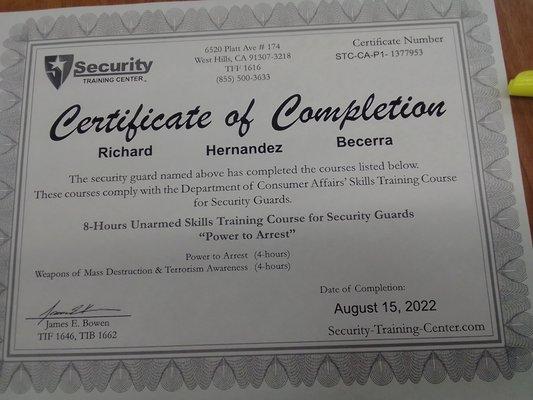 Security
TRAINING CENTER
6520 Platt Ave # 174
West Hills, CA 91307-3218
TFF 1616
(855) 500-3633
Certificate Number
STC-CA-P1- 1377953
Certificate of Completion
Richard Hernandez Becerra
The security guard named above has completed the courses listed below.
These courses comply with the Department of Consumer Affairs' Skills Training Course
for Security Guards.
8-Hours Unarmed Skills Training Course for Security Guards
"Power to Arrest"
Power to Arrest (4-hours)
Weapons of Mass Destruction & Terrorism Awareness (4-hours)
James E. Bowen
TIF 1646, TIB 1662
Date of Completion:
August 15, 2022
Security-Training-Center.com